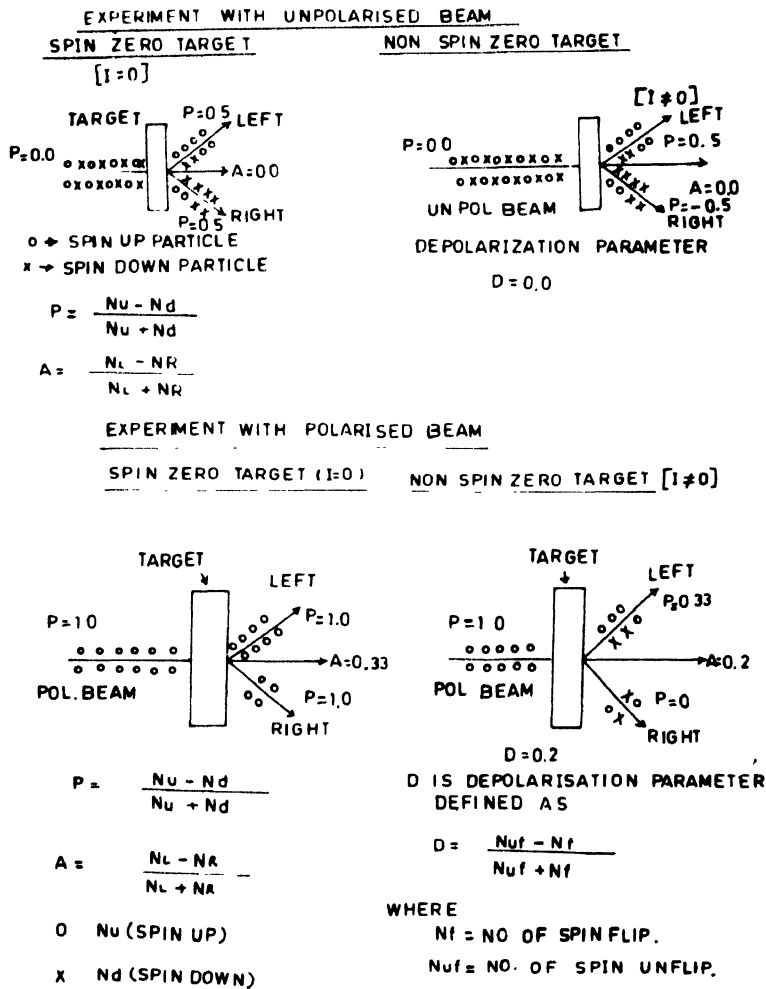 EXPERIMENT WITH UNPOLARISED BEAM
SPIN ZERO TARGET
[I=0]
NON SPIN ZERO TARGET
[I ≠ 0]
TARGET
P=0.5
LEFT
P=0.0
A=0.0
P=0.5
RIGHT
o → SPIN UP PARTICLE
x → SPIN DOWN PARTICLE
LEFT
P=0.0
P=0.5
A=0.0
UNPOL BEAM
P=-0.5
RIGHT
DEPOLARIZATION PARAMETER
D=0.0
P= Nu - Nd
Nu + Nd
A= NL - NR
NL + NR
EXPERIMENT WITH POLARISED BEAM
SPIN ZERO TARGET (I=0)
NON SPIN ZERO TARGET [I≠0]
TARGET
LEFT
P=10
P=1.0
A=0.33
POL.BEAM
P=1.0
RIGHT
TARGET
LEFT
P=0.33
P=10
A=0.2
POL BEAM
P=0
RIGHT
D=0.2
P= Nu - Nd
Nu + Nd
A= NL - NR
NL + NR
O Nu (SPIN UP)
X Nd (SPIN DOWN)
D IS DEPOLARISATION PARAMETER
DEFINED AS
D= Nuf - Nf
Nuf + Nf
WHERE
Nf = NO OF SPIN FLIP.
Nuf = NO. OF SPIN UNFLIP.